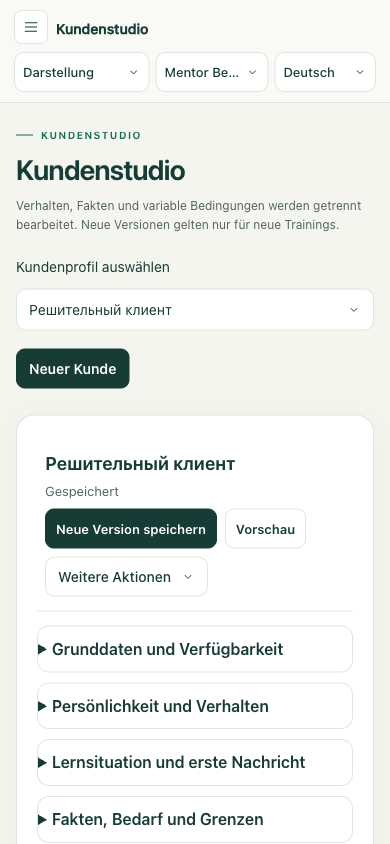 Kundenstudio
Darstellung
Mentor Be...
Deutsch
KUNDENSTUDIO
Kundenstudio
Verhalten, Fakten und variable Bedingungen werden getrennt
bearbeitet. Neue Versionen gelten nur für neue Trainings.
Kundenprofil auswählen
Решительный клиент
Neuer Kunde
Решительный клиент
Gespeichert
Neue Version speichern
Vorschau
Weitere Aktionen
Grunddaten und Verfügbarkeit
Persönlichkeit und Verhalten
Lernsituation und erste Nachricht
Fakten, Bedarf und Grenzen